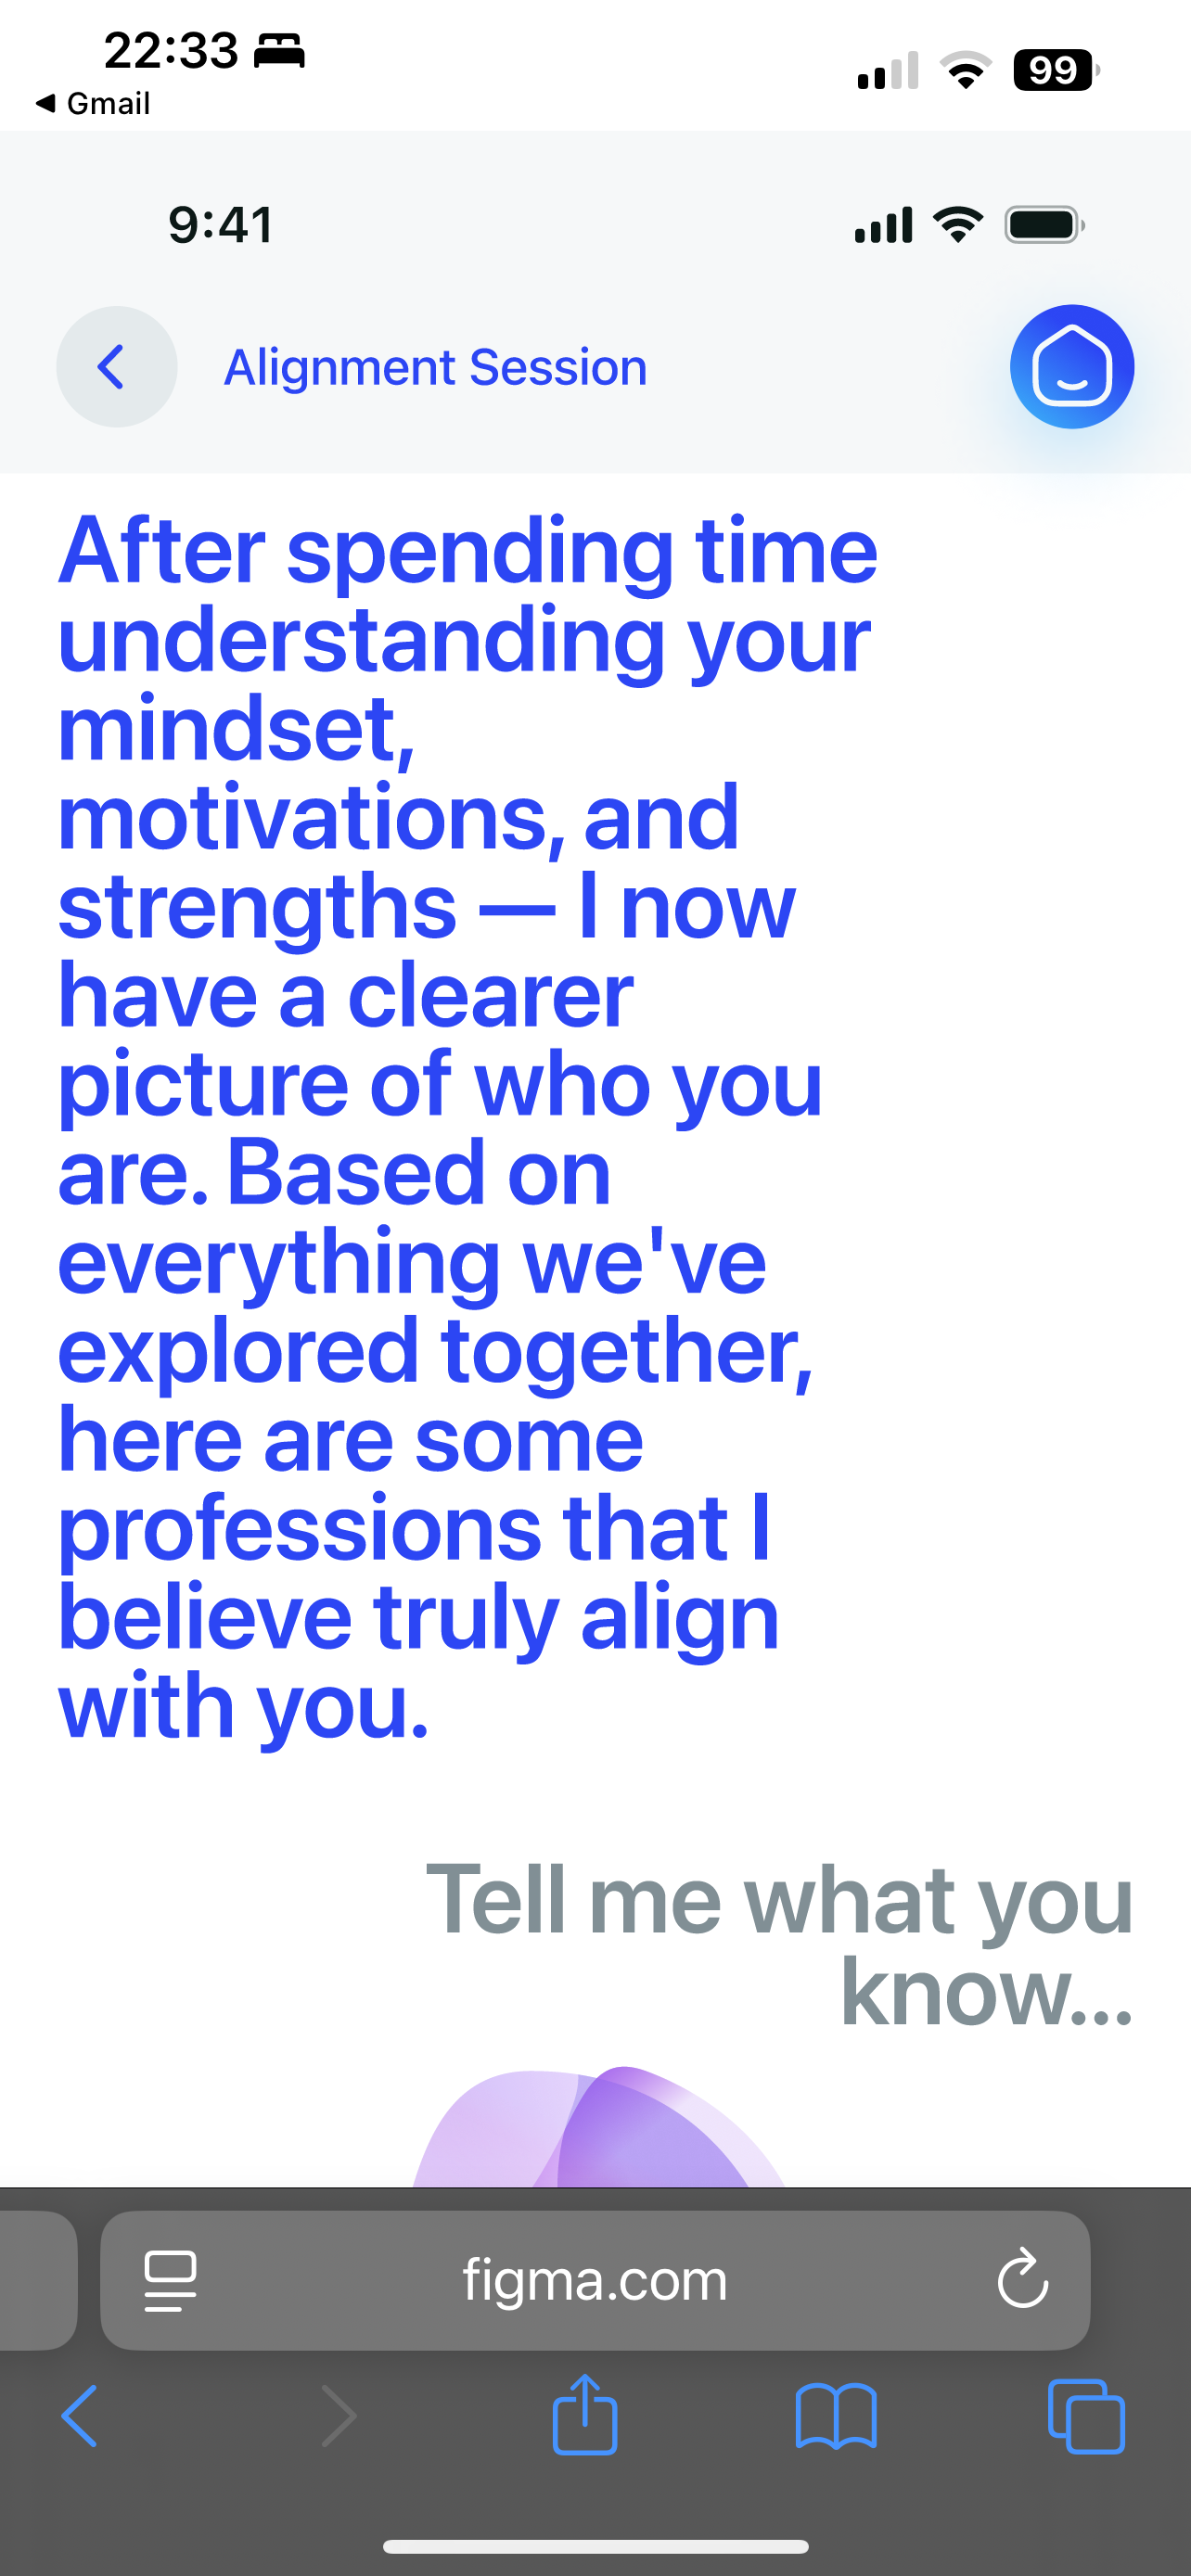 22:33
Gmail
99
9:41
Alignment Session
After spending time
understanding your
mindset,
motivations, and
strengths — I now
have a clearer
picture of who you
are. Based on
everything we've
explored together,
here are some
professions that I
believe truly align
with you.
Tell me what you
know...
figma.com